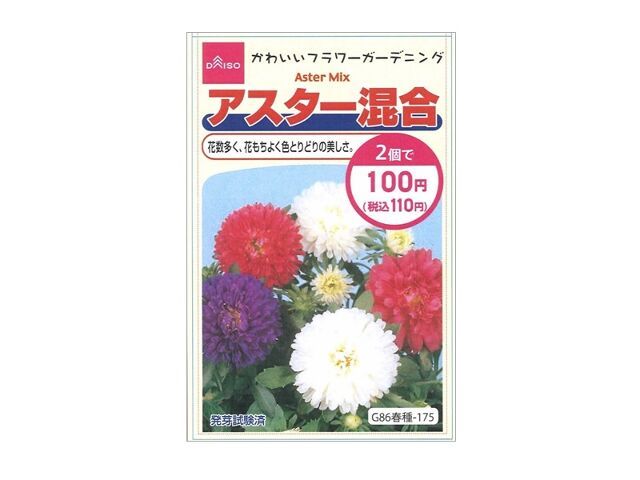 DAISO
かわいいフラワーガーデニング
Aster Mix
アスター混合
花数多く、花もちよく色とりどりの美しさ。
2個で
100円
(税込110円)
発芽試験済
G86春種-175